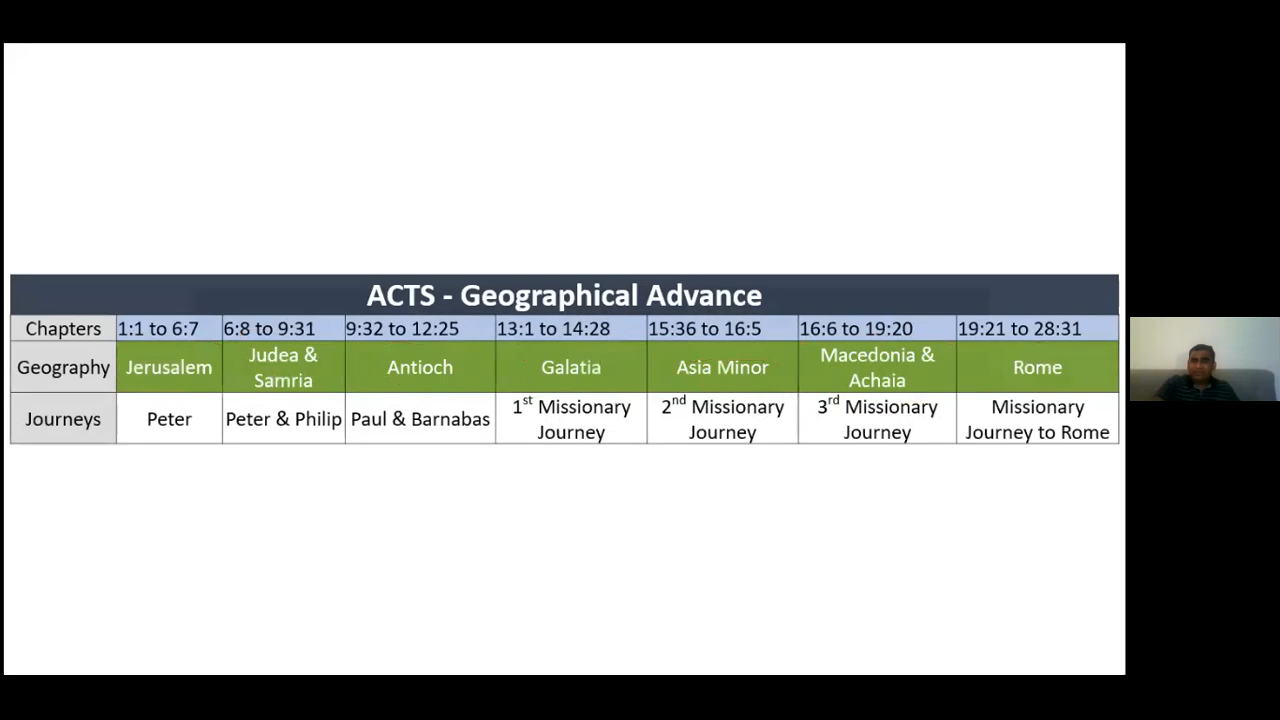 ACTS - Geographical Advance
Chapters 1:1 to 6:7 6:8 to 9:31 9:32 to 12:25 13:1 to 14:28 15:36 to 16:5 16:6 to 19:20 19:21 to 28:31
Geography Jerusalem Judea & Samria Antioch Galatia Asia Minor Macedonia & Achaia Rome
Journeys Peter Peter & Philip Paul & Barnabas 1st Missionary Journey 2nd Missionary Journey 3rd Missionary Journey Missionary Journey to Rome